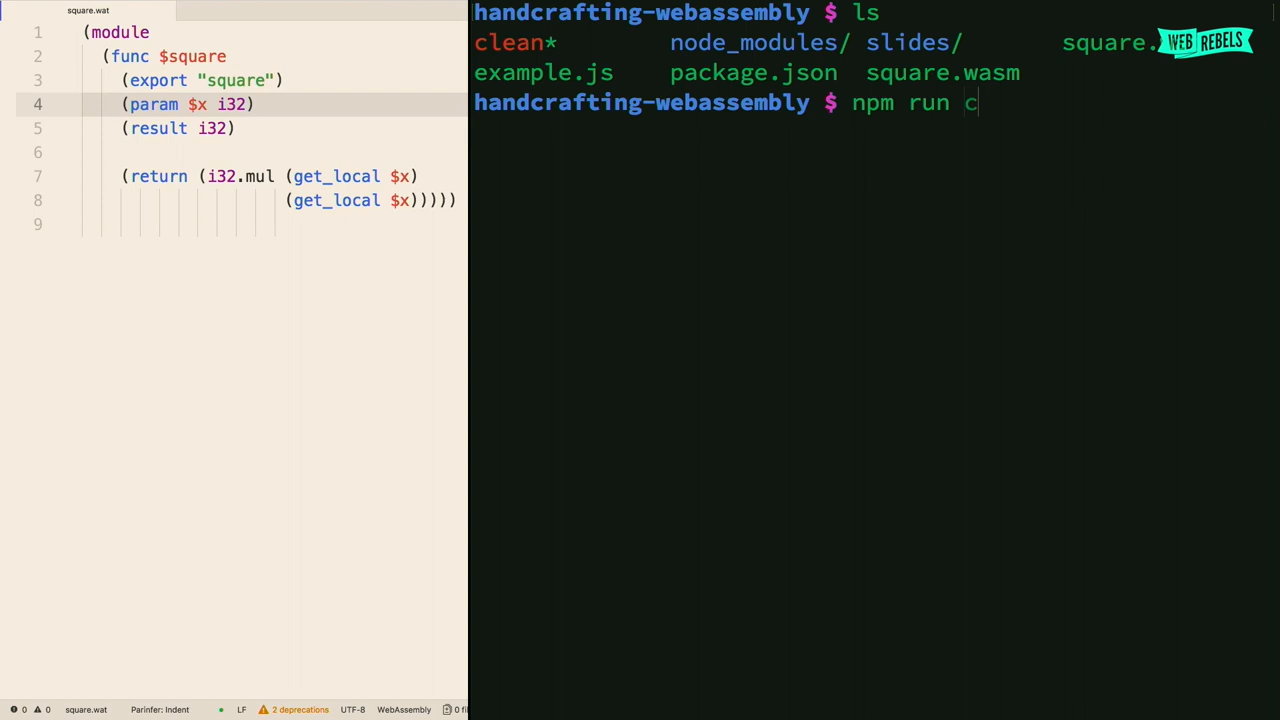 square.wat
1 (module
2 (func $square
3 (export "square")
4 (param $x i32)
5 (result i32)
6
7 (return (i32.mul (get_local $x)
8 (get_local $x)))))
9
0 0 square.wat Parinfer: Indent LF 2 deprecations UTF-8 WebAssembly 0 fil
handcrafting-webassembly $ ls
clean* node_modules/ slides/ square.
example.js package.json square.wasm
handcrafting-webassembly $ npm run c
WEB REBELS